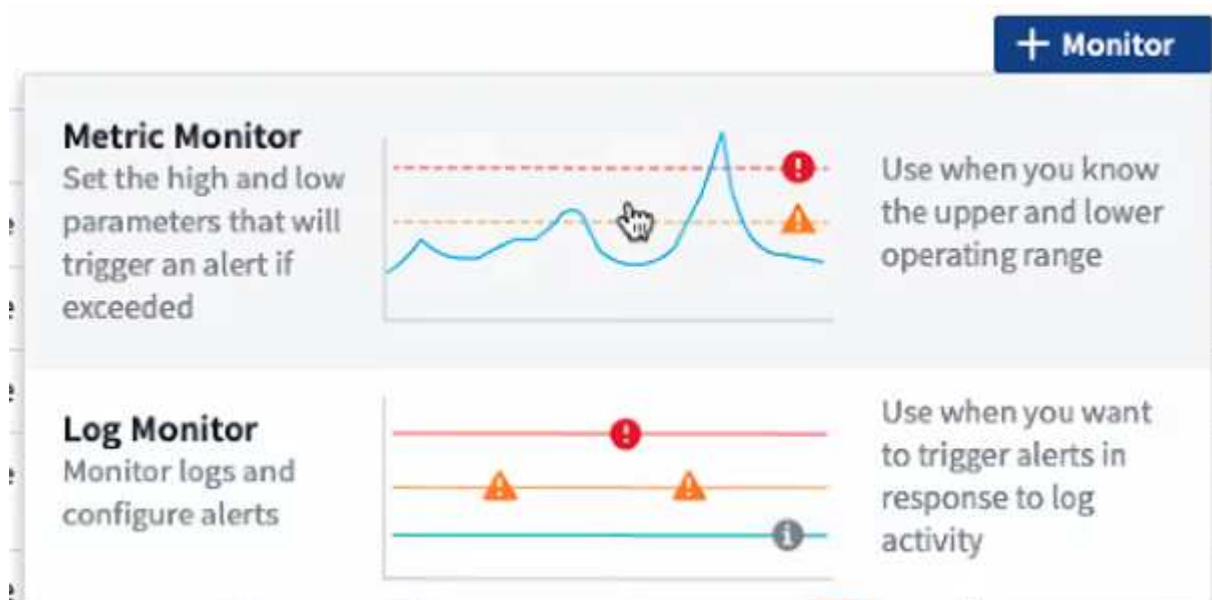 + Monitor
Metric Monitor
Set the high and low
parameters that will
trigger an alert if
exceeded
Use when you know
the upper and lower
operating range
Log Monitor
Monitor logs and
configure alerts
Use when you want
to trigger alerts in
response to log
activity